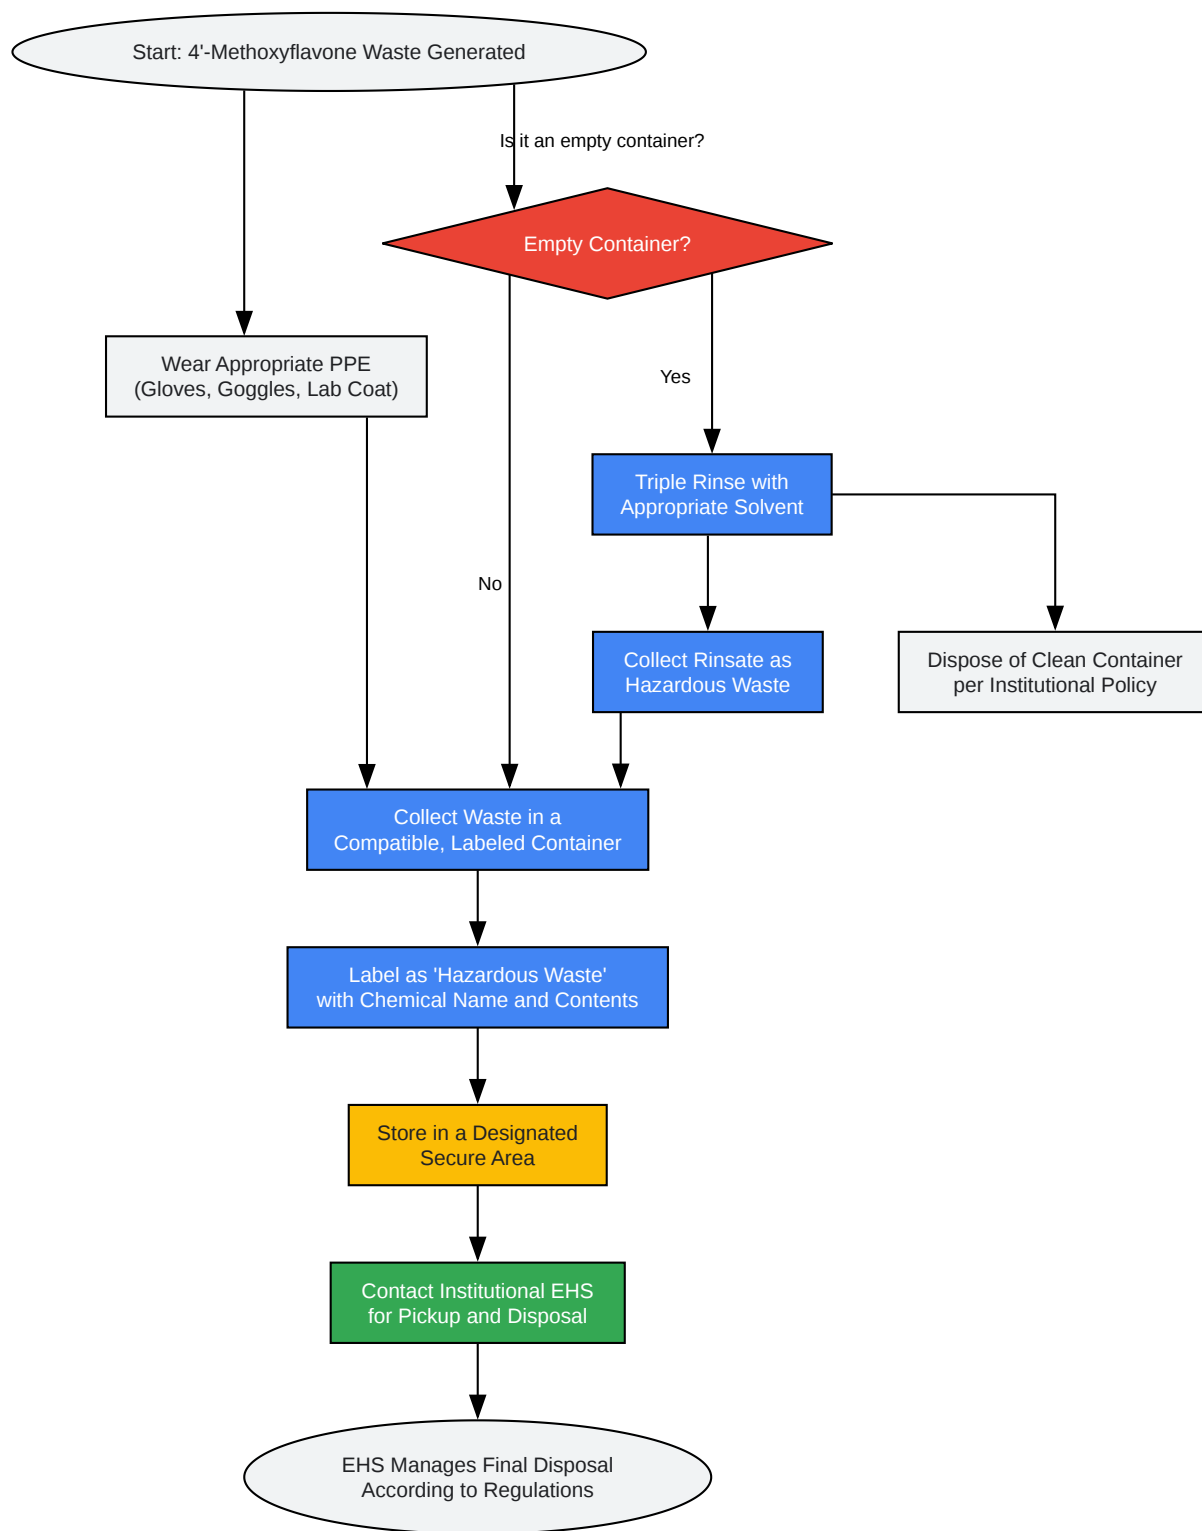 Start: 4'-Methoxyflavone Waste Generated
Is it an empty container?
Empty Container?
Wear Appropriate PPE
(Gloves, Goggles, Lab Coat)
Yes
Triple Rinse with
Appropriate Solvent
No
Collect Rinsate as
Hazardous Waste
Dispose of Clean Container
per Institutional Policy
Collect Waste in a
Compatible, Labeled Container
Label as 'Hazardous Waste'
with Chemical Name and Contents
Store in a Designated
Secure Area
Contact Institutional EHS
for Pickup and Disposal
EHS Manages Final Disposal
According to Regulations